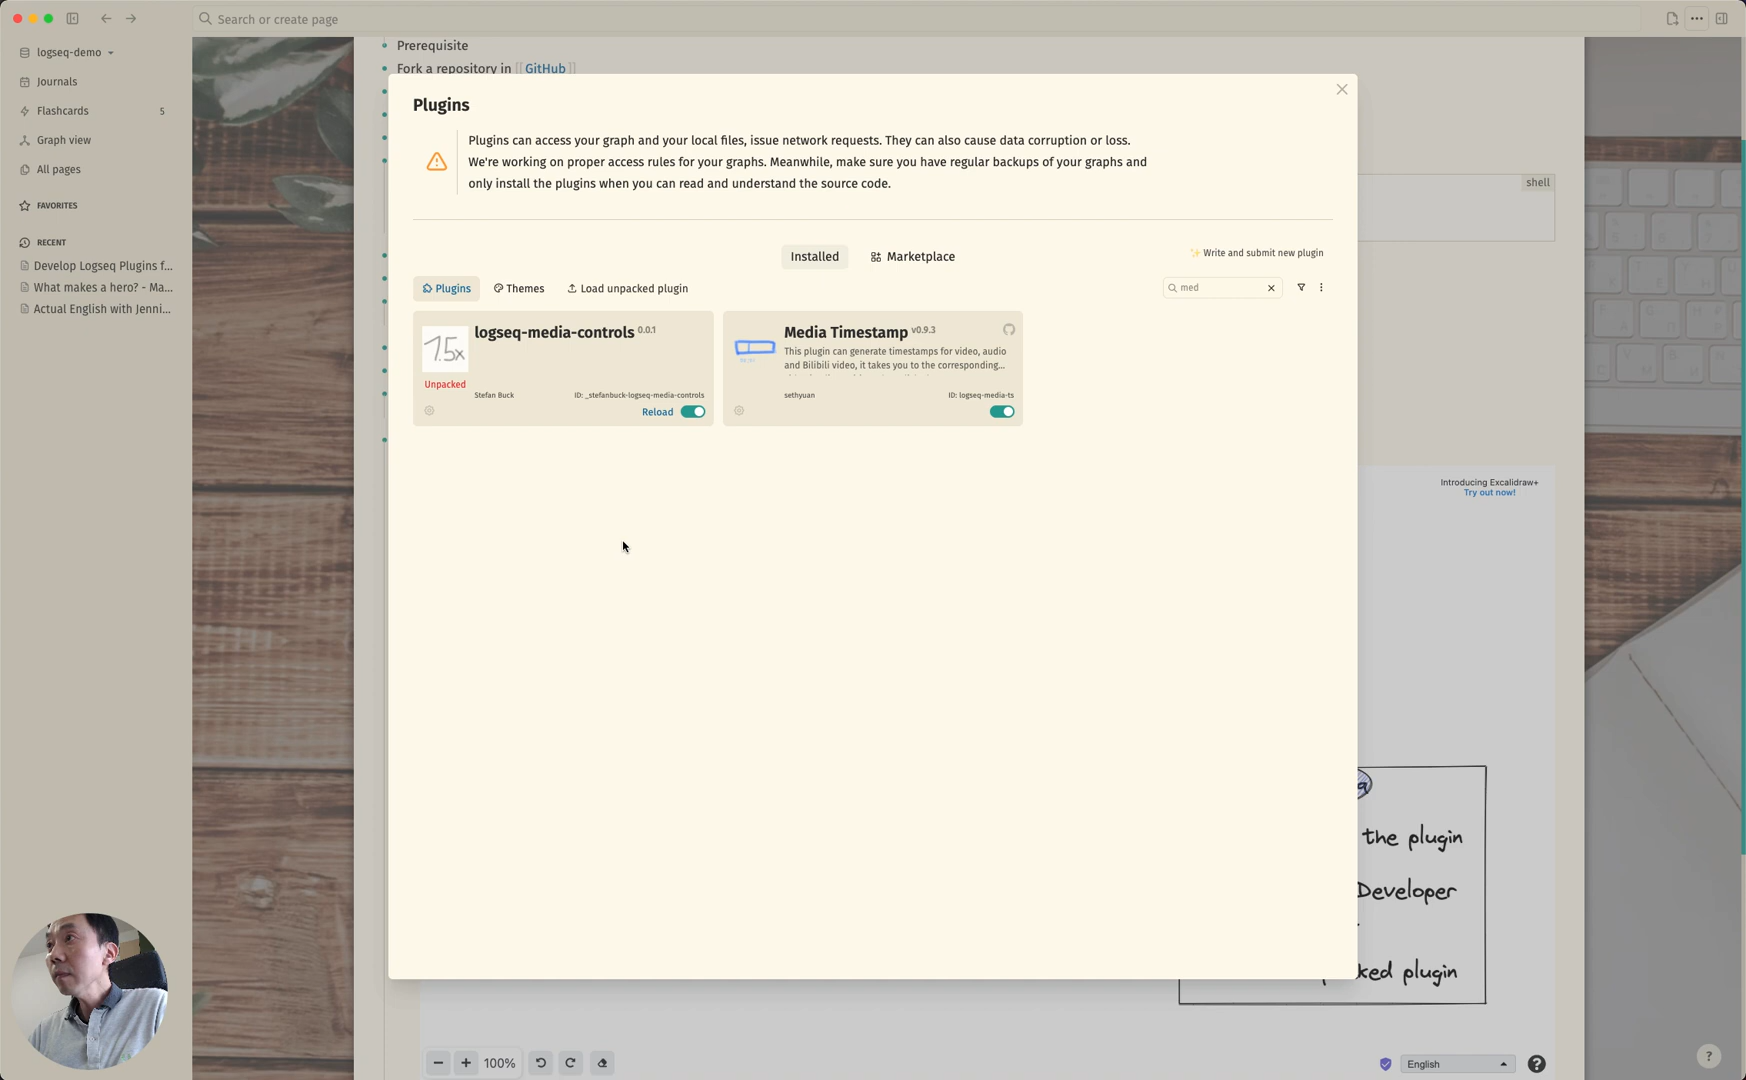 Search or create page
logseq-demo
Journals
Flashcards 5
Graph view
All pages
FAVORITES
RECENT
Develop Logseq Plugins f...
What makes a hero? - Ma...
Actual English with Jenni...
Prerequisite
Fork a repository in [[GitHub]]
shell
Plugins
Plugins can access your graph and your local files, issue network requests. They can also cause data corruption or loss.
We're working on proper access rules for your graphs. Meanwhile, make sure you have regular backups of your graphs and
only install the plugins when you can read and understand the source code.
Installed
Marketplace
✨ Write and submit new plugin
Plugins
Themes
Load unpacked plugin
med
1.5x
Unpacked
logseq-media-controls 0.0.1
Stefan Buck
ID: _stefanbuck-logseq-media-controls
Reload
Media Timestamp v0.9.3
This plugin can generate timestamps for video, audio
and Bilibili video, it takes you to the corresponding...
sethyuan
ID: logseq-media-ts
Introducing Excalidraw+
Try out now!
the plugin
Developer
ked plugin
100%
English
?
?